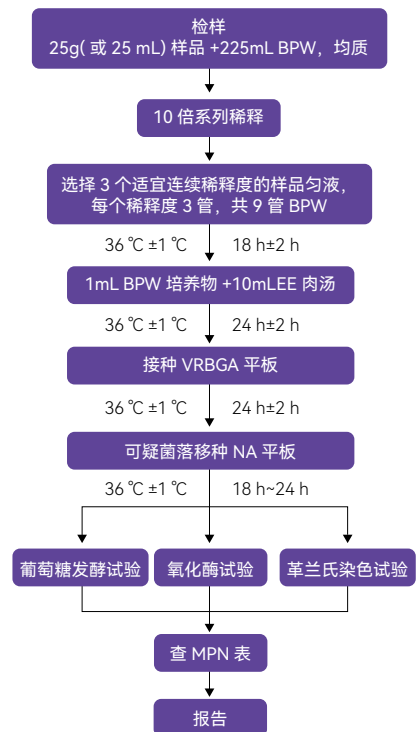 检样
25g( 或 25 mL) 样品 +225mL BPW，均质
10 倍系列稀释
选择 3 个适宜连续稀释度的样品匀液，
每个稀释度 3 管，共 9 管 BPW
36 ℃ ±1 ℃ 18 h±2 h
1mL BPW 培养物 +10mLEE 肉汤
36 ℃ ±1 ℃ 24 h±2 h
接种 VRBGA 平板
36 ℃ ±1 ℃ 24 h±2 h
可疑菌落移种 NA 平板
36 ℃ ±1 ℃ 18 h~24 h
葡萄糖发酵试验 氧化酶试验 革兰氏染色试验
查 MPN 表
报告